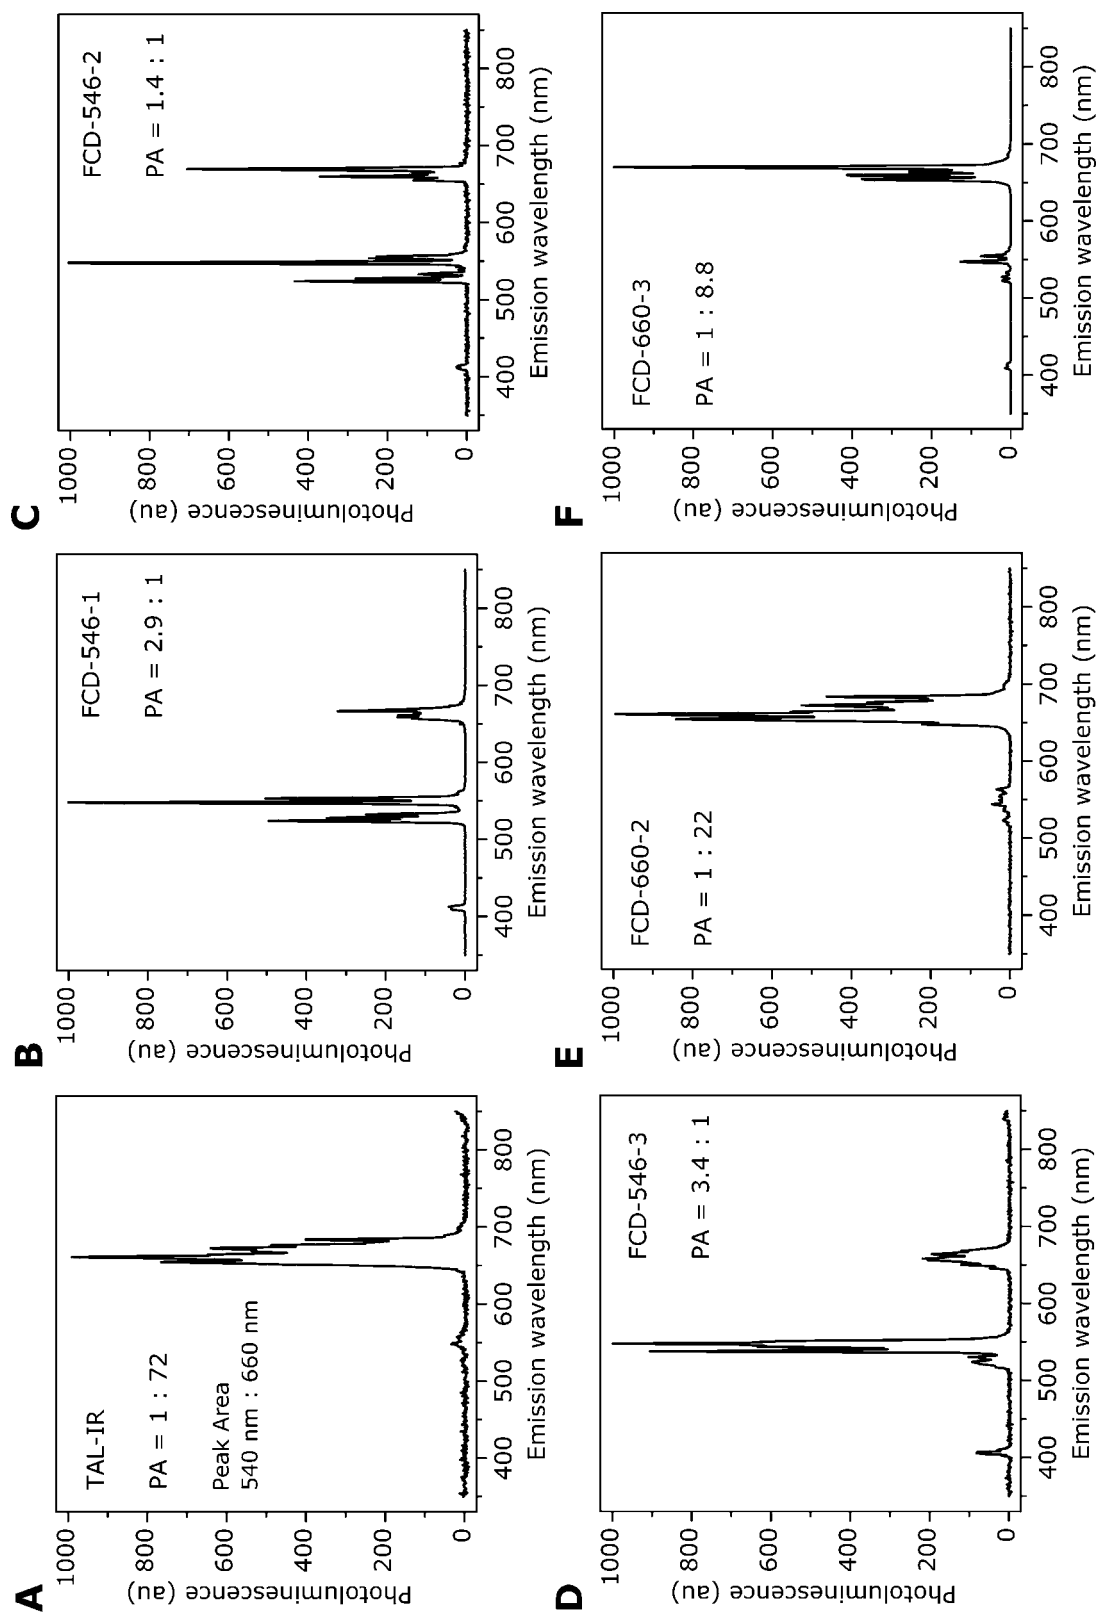 A
TAL-IR
PA = 1 : 72
Peak Area
540 nm : 660 nm
1000
800
600
400
200
0
Photoluminescence
(au)
400
500
600
700
800
Emission wavelength (nm)
B
FCD-546-1
PA = 2.9 : 1
1000
800
600
400
200
0
Photoluminescence
(au)
400
500
600
700
800
Emission wavelength (nm)
C
FCD-546-2
PA = 1.4 : 1
1000
800
600
400
200
0
Photoluminescence
(au)
400
500
600
700
800
Emission wavelength (nm)
D
FCD-546-3
PA = 3.4 : 1
1000
800
600
400
200
0
Photoluminescence
(au)
400
500
600
700
800
Emission wavelength (nm)
E
FCD-660-2
PA = 1 : 22
1000
800
600
400
200
0
Photoluminescence
(au)
400
500
600
700
800
Emission wavelength (nm)
F
FCD-660-3
PA = 1 : 8.8
1000
800
600
400
200
0
Photoluminescence
(au)
400
500
600
700
800
Emission wavelength (nm)